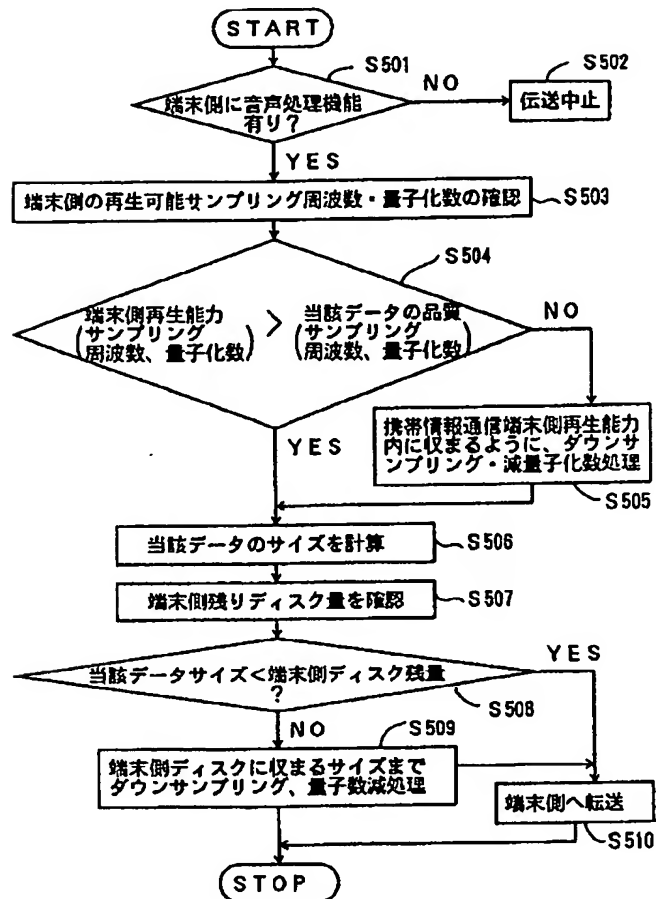 START
S501
端末側に音声処理機能
有り？
NO
S502
伝送中止
YES
端末側の再生可能サンプリング周波数・量子化数の確認
S503
S504
端末側再生能力
(サンプリング
周波数、量子化数)
>
当該データの品質
(サンプリング
周波数、量子化数)
NO
YES
携帯情報通信端末側再生能力
内に収まるように、ダウンサ
ンプリング・減量子化数処理
S505
当該データのサイズを計算
S506
端末側残りディスク量を確認
S507
当該データサイズ<端末側ディスク残量
?
YES
S508
NO
S509
端末側ディスクに収まるサイズまで
ダウンサンプリング、量子数減処理
端末側へ転送
S510
STOP